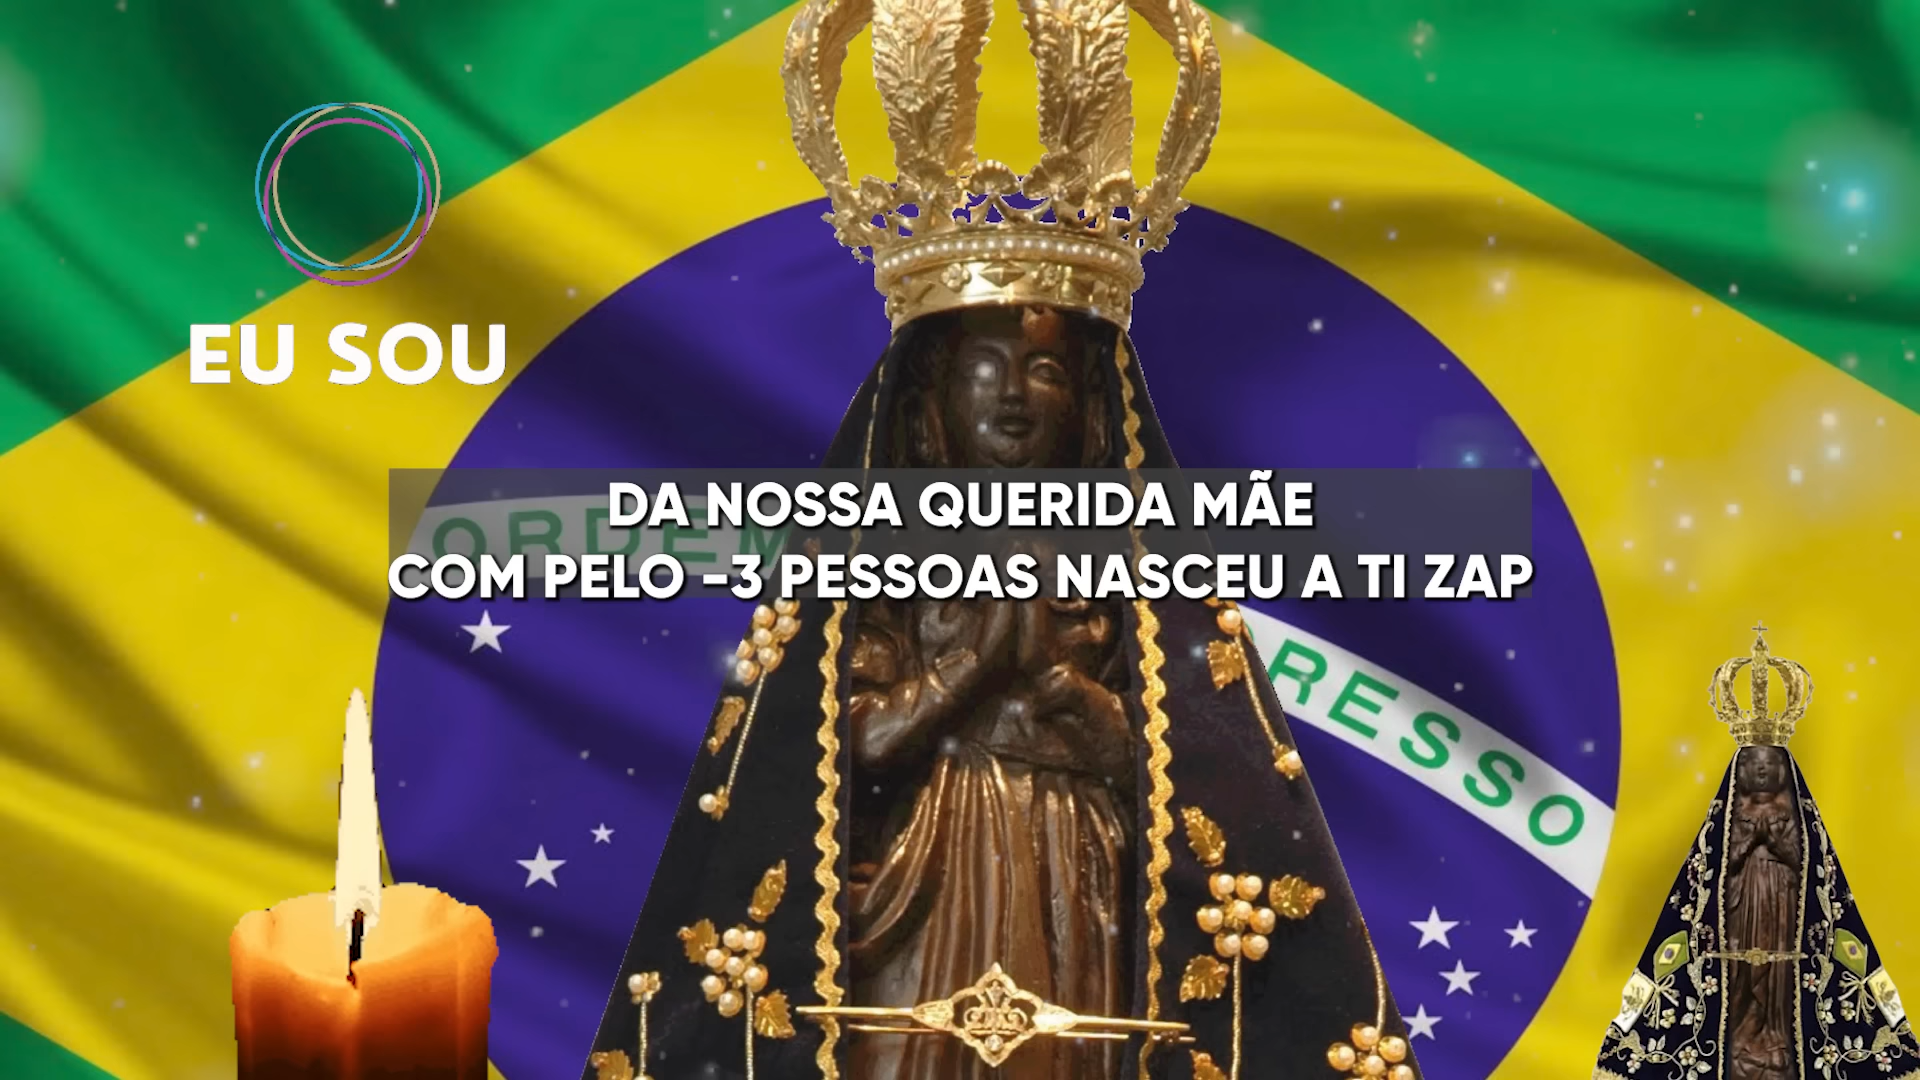 EU SOU
DA NOSSA QUERIDA MÃE
COM PELO -3 PESSOAS NASCEU A TI ZAP
ORDEM
RESSO